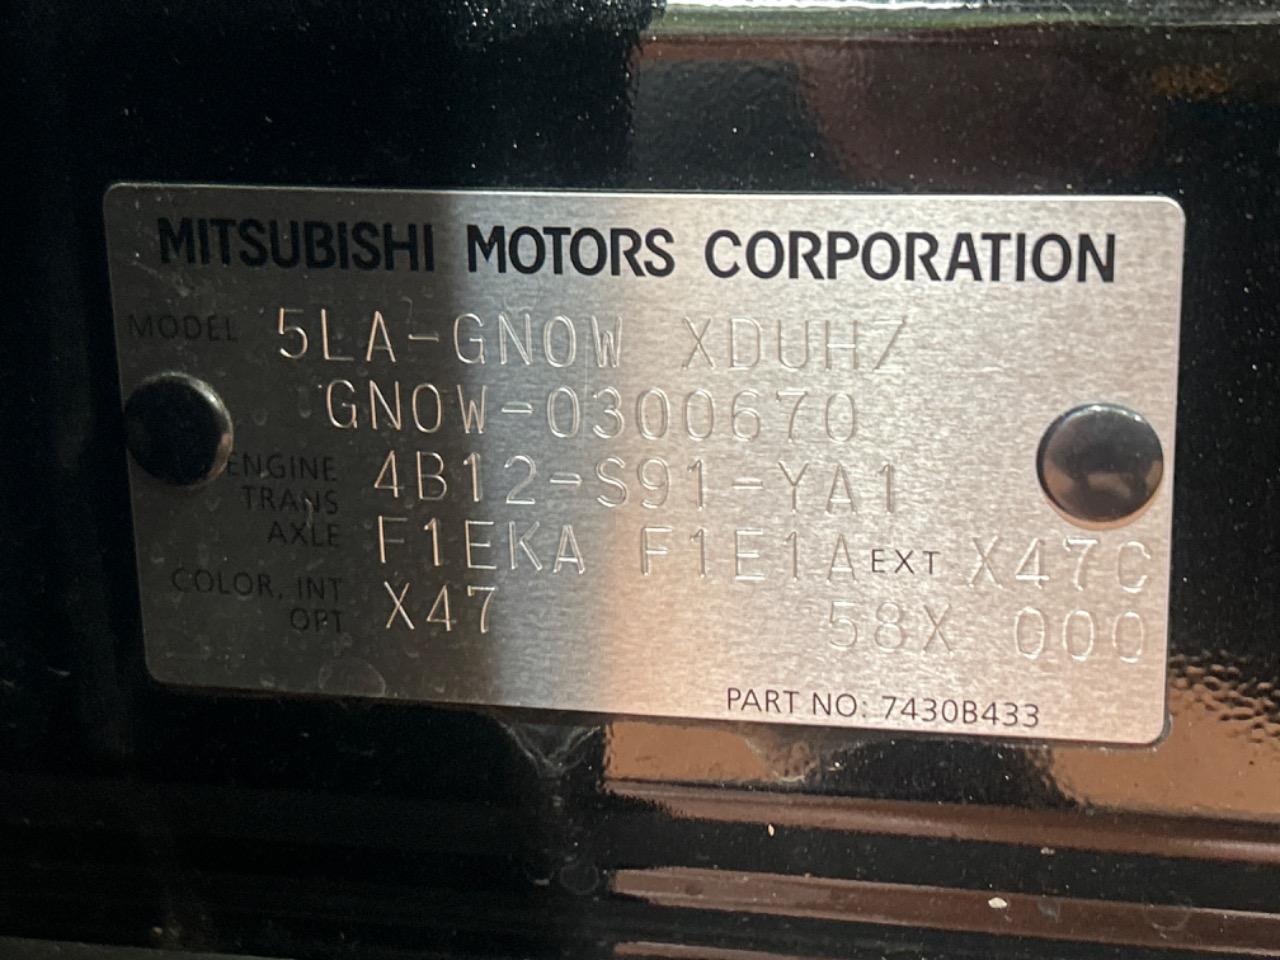 MITSUBISHI MOTORS CORPORATION
MODEL 5LA-GN0W XDUHZ
GN0W-0300670
ENGINE 4B12-S91-YA1
TRANS
AXLE F1EKA F1E1A EXT X47C
COLOR, INT X47
OPT 58X 000
PART NO: 7430B433